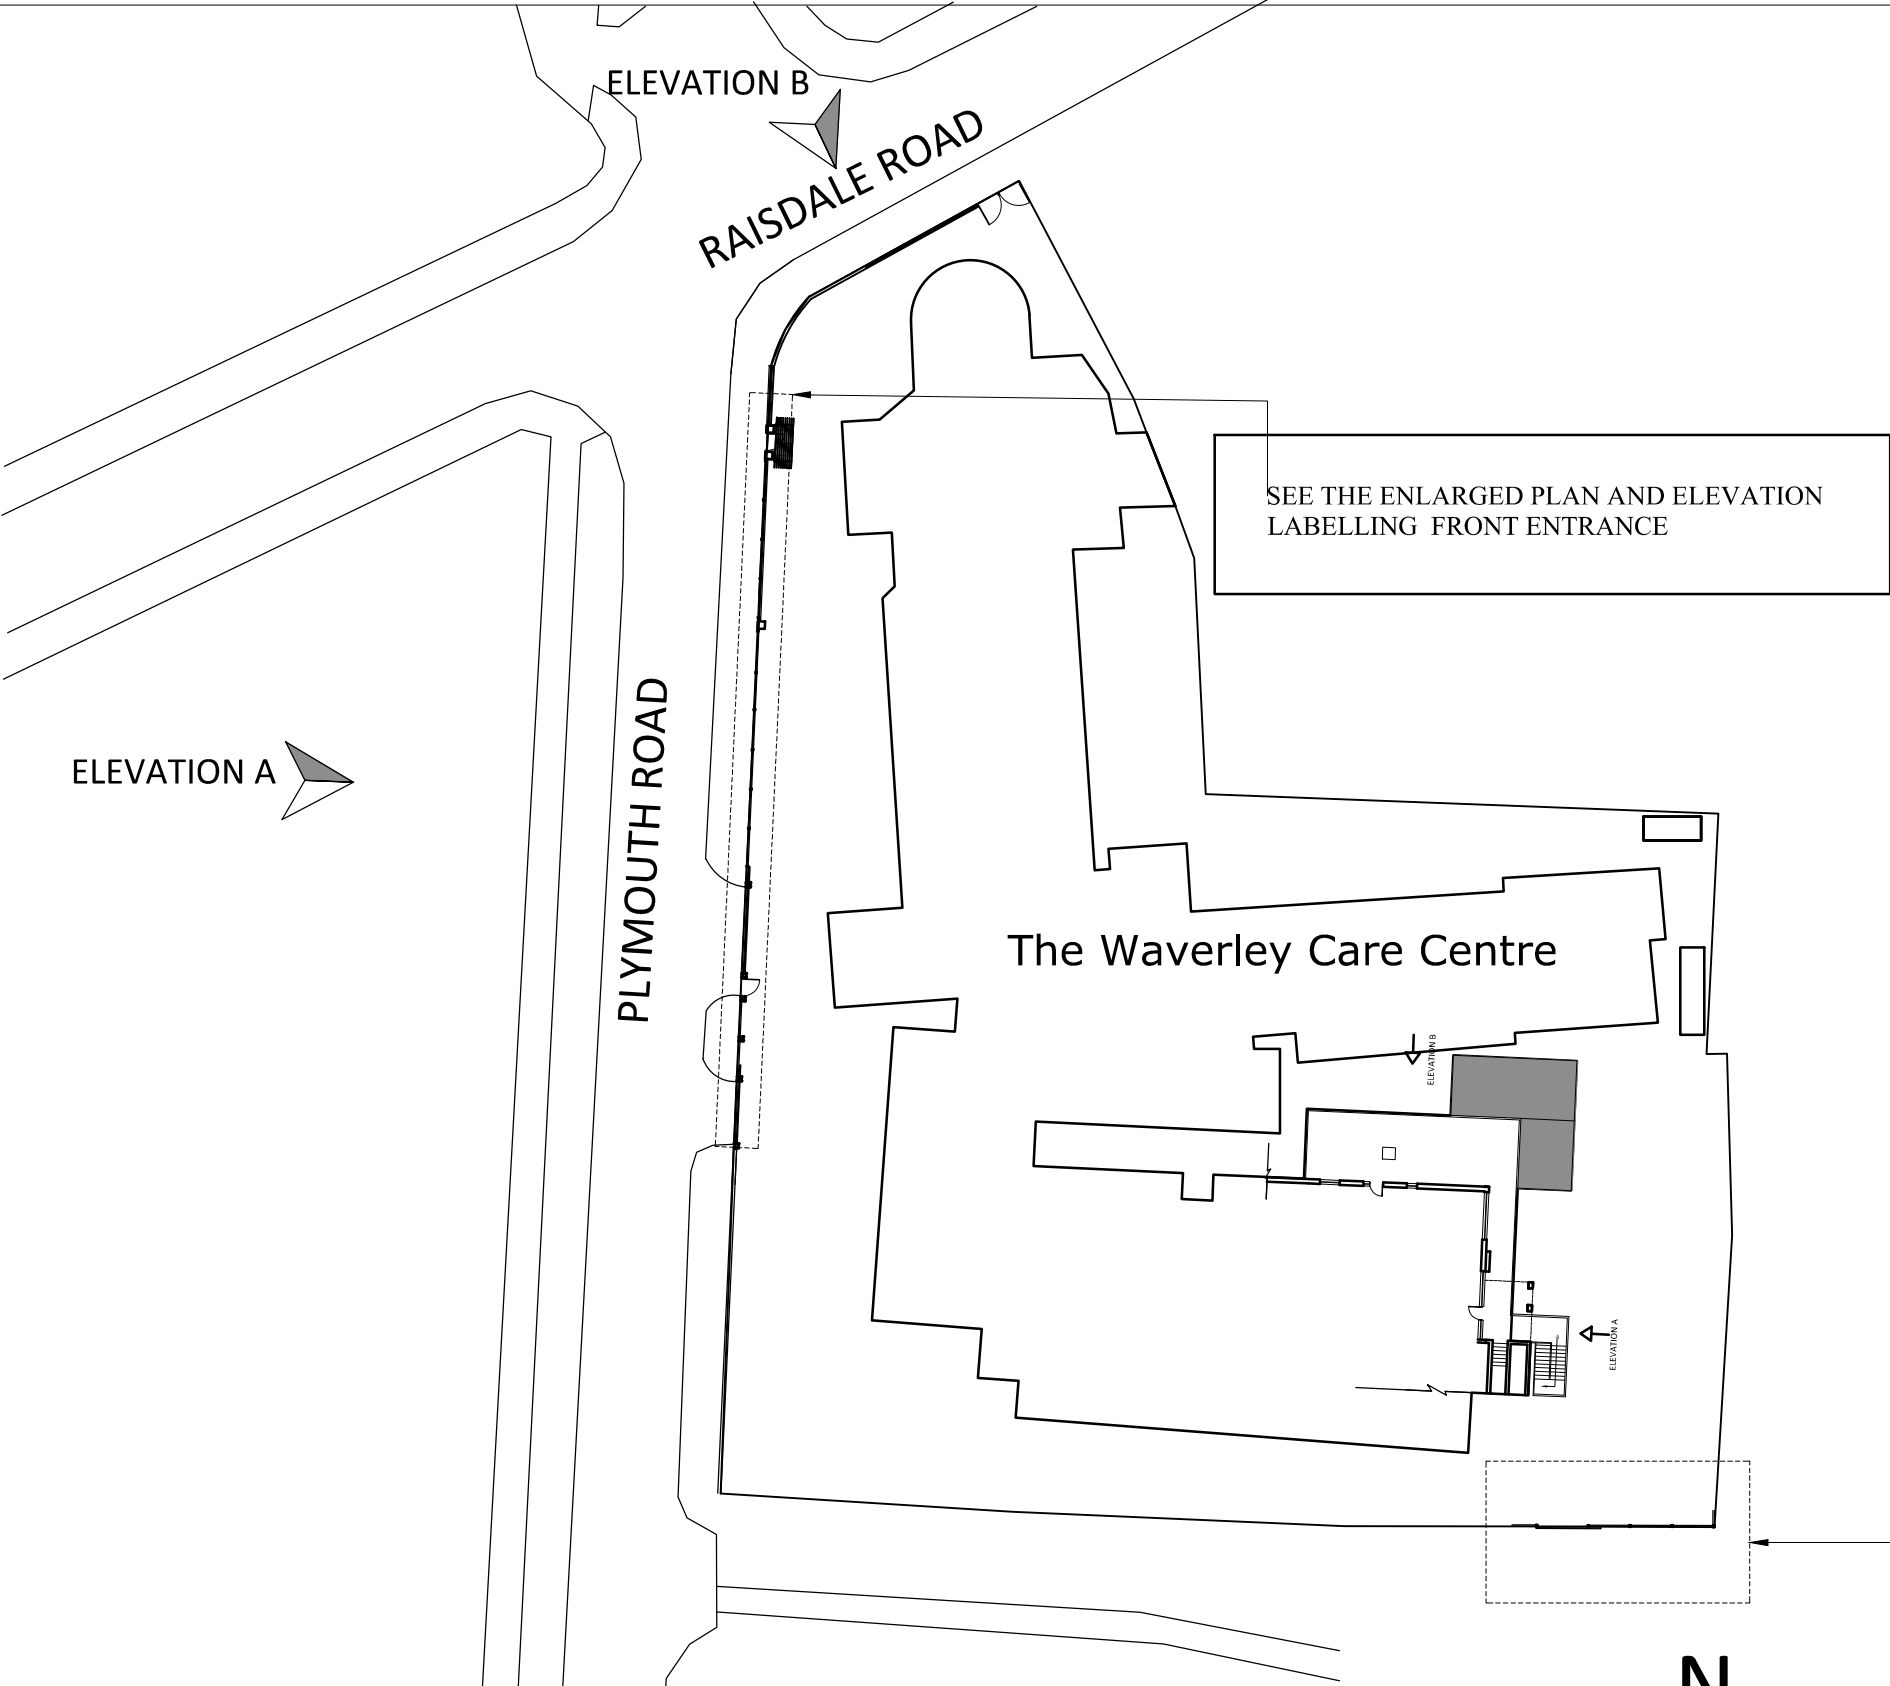 ELEVATION B
RAISDALE ROAD
SEE THE ENLARGED PLAN AND ELEVATION
LABELLING FRONT ENTRANCE
ELEVATION A
PLYMOUTH ROAD
The Waverley Care Centre
ELEVATION B
ELEVATION A
N